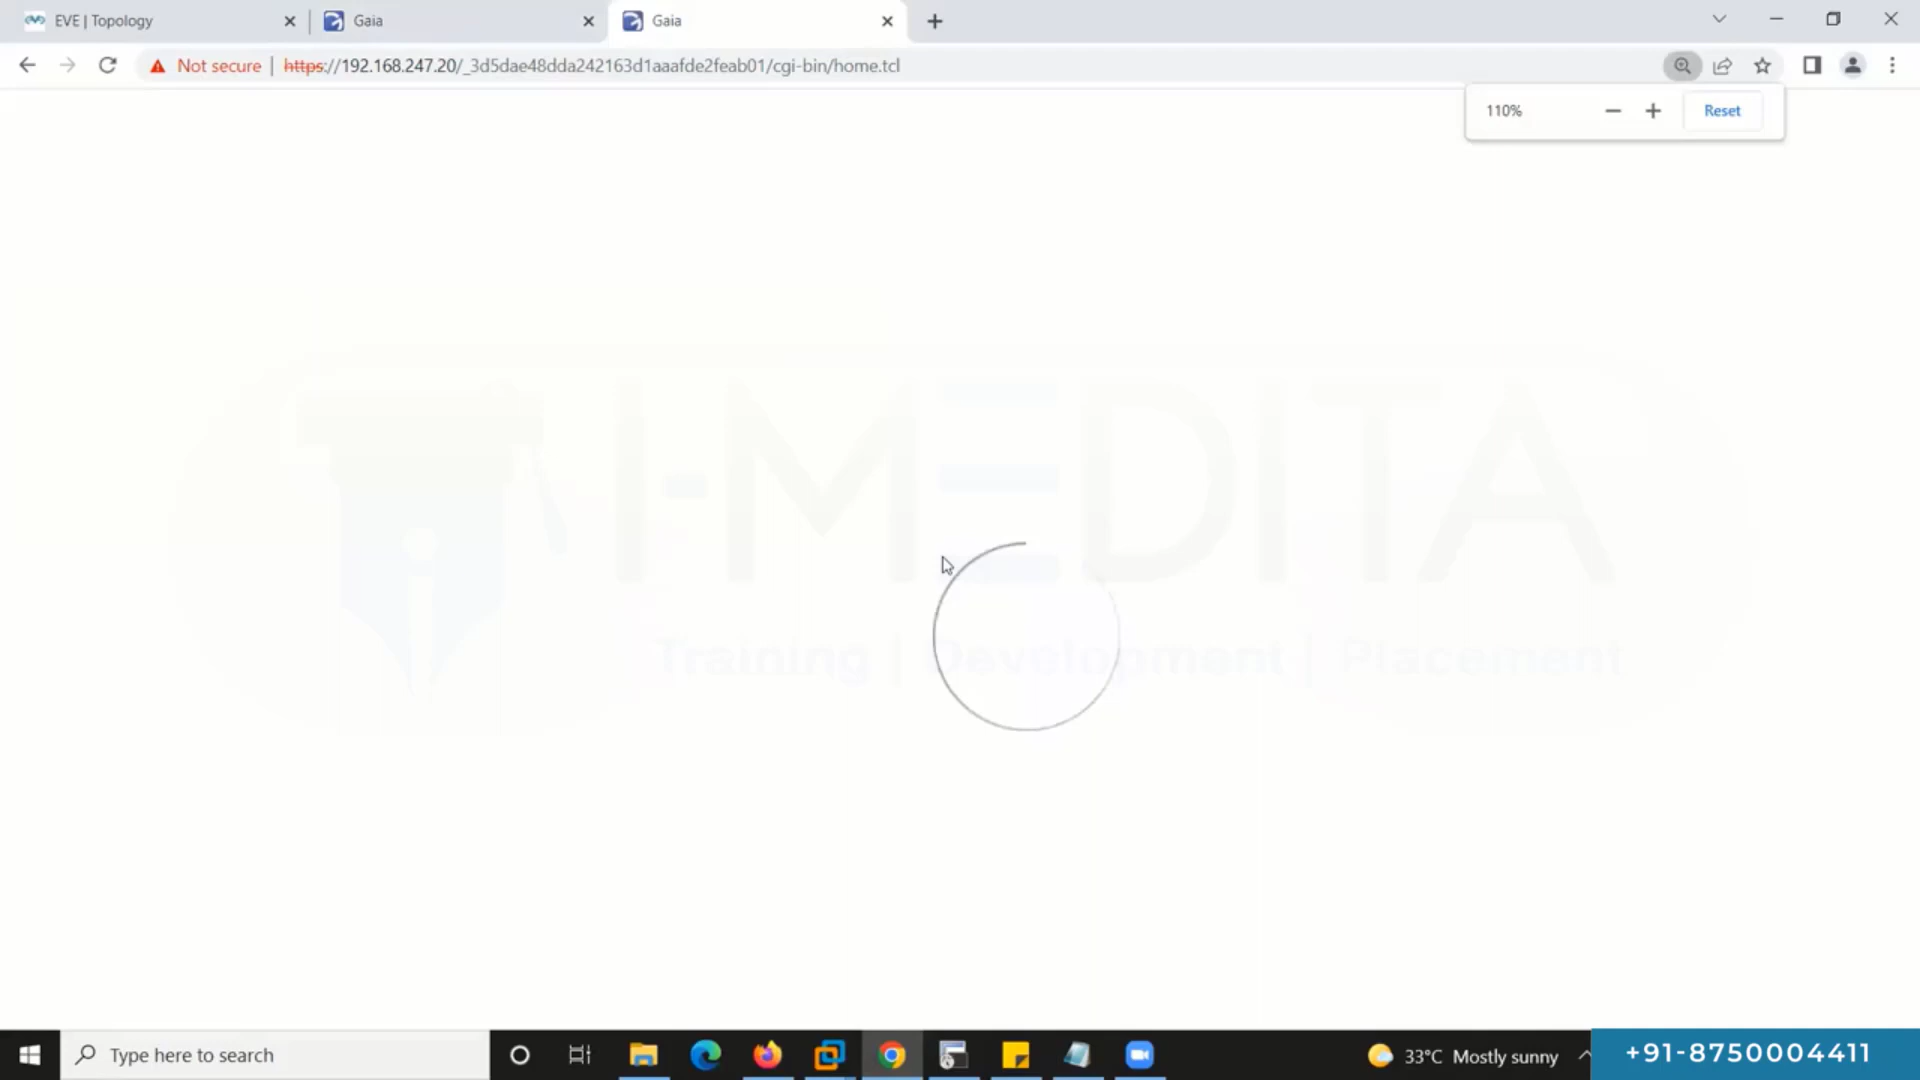 EVE | Topology
Gaia
Gaia
Not secure | https://192.168.247.20/_3d5dae48dda242163d1aaafde2feab01/cgi-bin/home.tcl
110%
Reset
I-MEDITA
Training | Development | Placement
Type here to search
33°C Mostly sunny
+91-8750004411